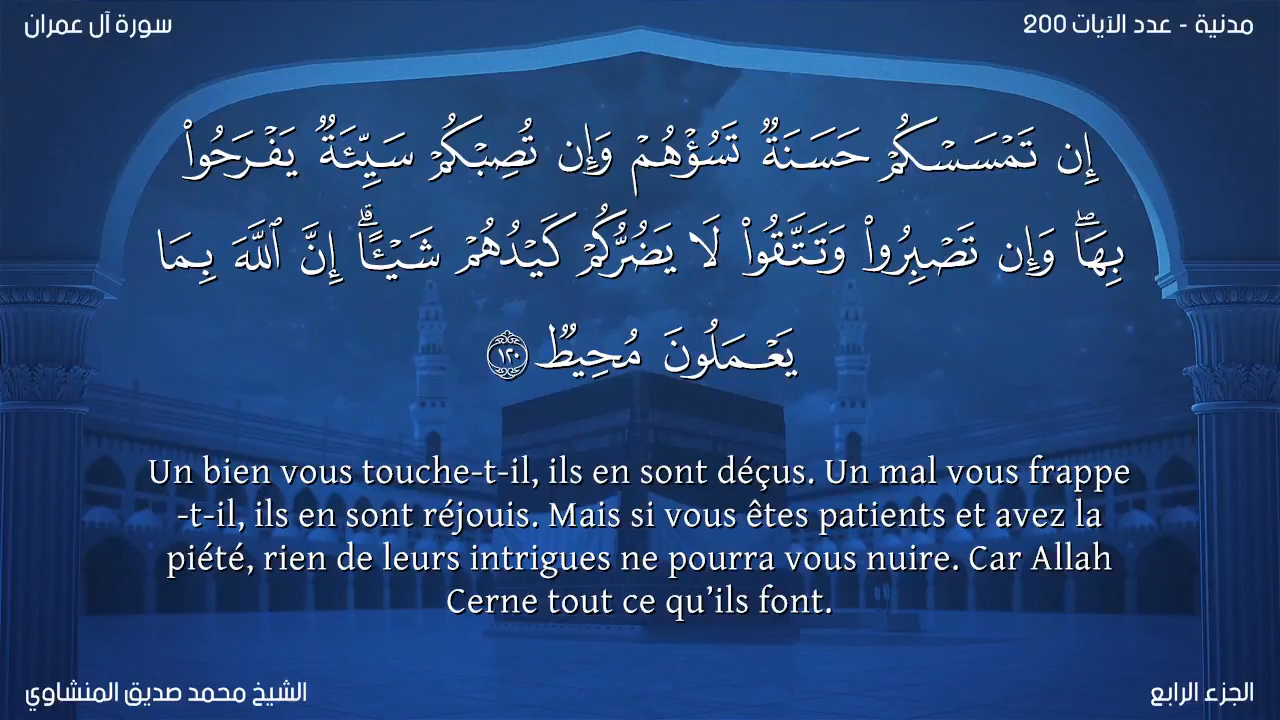 سورة آل عمران
مدنية - عدد الآيات 200
إِن تَمْسَسْكُمْ حَسَنَةٌ تَسُؤْهُمْ وَإِن تُصِبْكُمْ سَيِّئَةٌ يَفْرَحُوا۟
بِهَا ۖ وَإِن تَصْبِرُوا۟ وَتَتَّقُوا۟ لَا يَضُرُّكُمْ كَيْدُهُمْ شَيْـًٔا ۗ إِنَّ ٱللَّهَ بِمَا
يَعْمَلُونَ مُحِيطٌ ١٢٠
Un bien vous touche-t-il, ils en sont déçus. Un mal vous frappe
-t-il, ils en sont réjouis. Mais si vous êtes patients et avez la
piété, rien de leurs intrigues ne pourra vous nuire. Car Allah
Cerne tout ce qu’ils font.
الشيخ محمد صديق المنشاوي
الجزء الرابع